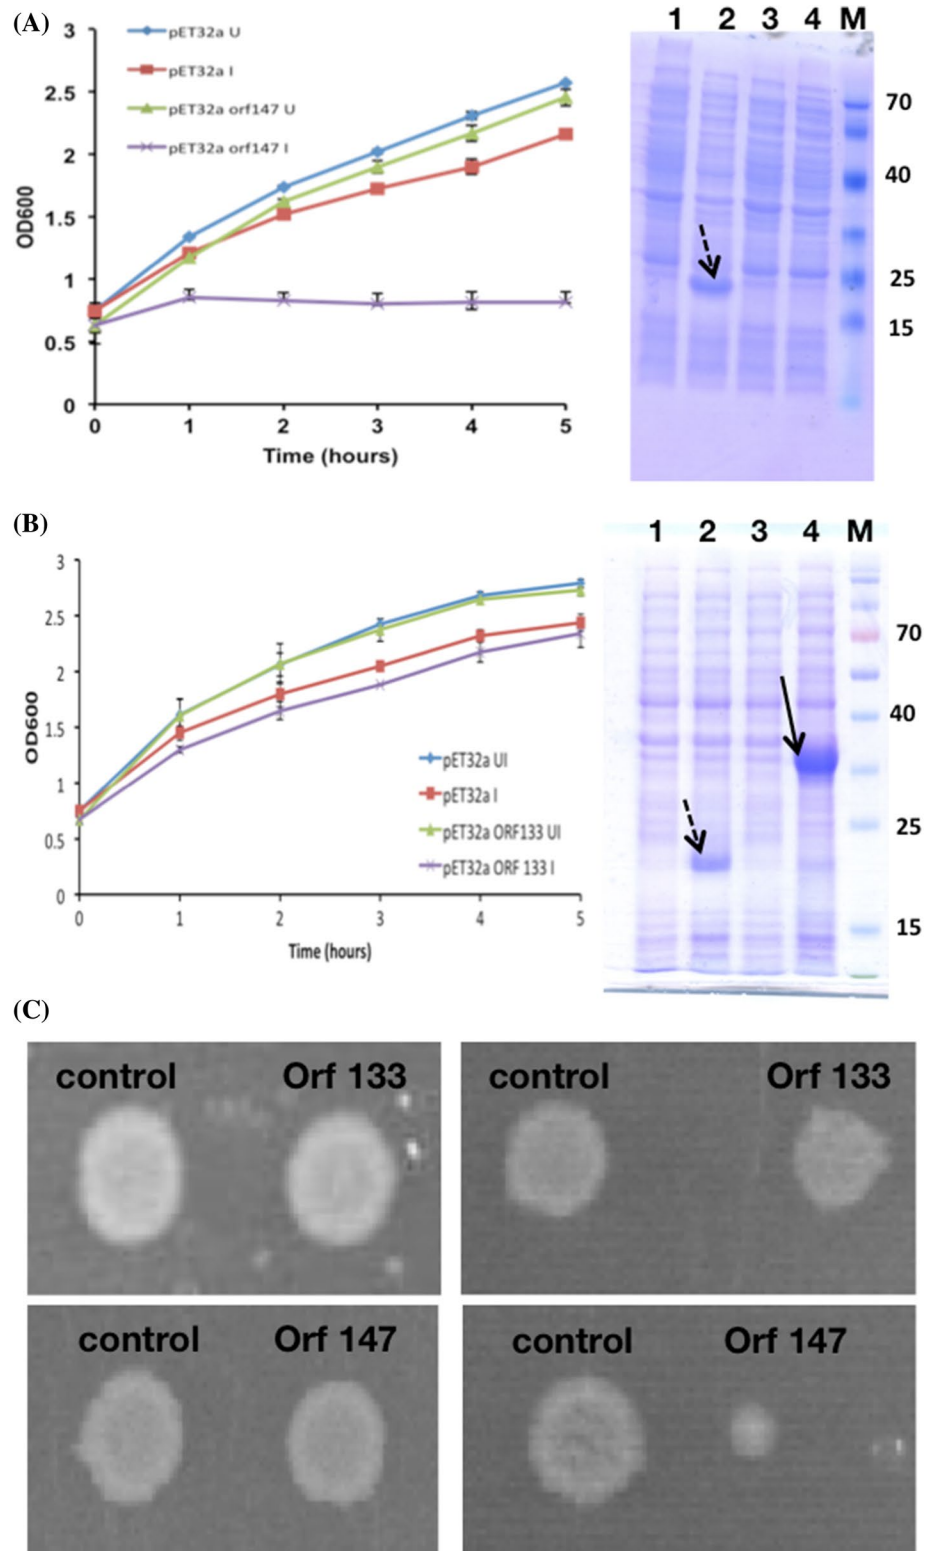 (A)
3
2.5
2
1.5
1
0.5
0
OD600
pET32a U
pET32a I
pET32a orf147 U
pET32a orf147 I
0 1 2 3 4 5
Time (hours)
1 2 3 4 M
70
40
25
15
(B)
3
2.5
2
1.5
1
0.5
0
OD600
pET32a UI
pET32a I
pET32a ORF133 UI
pET32a ORF 133 I
0 1 2 3 4 5
Time (hours)
1 2 3 4 M
70
40
25
15
(C)
control Orf 133
control Orf 133
control Orf 147
control Orf 147